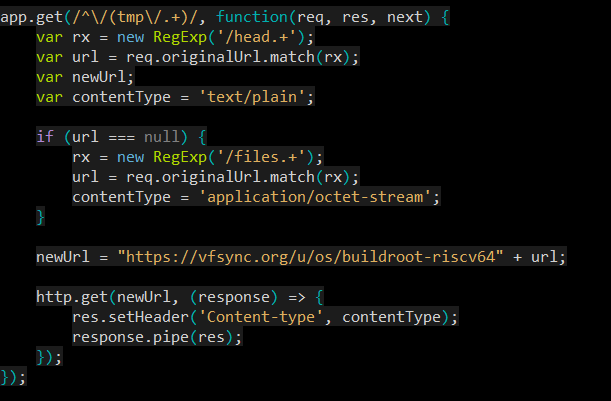 app.get(/^\/(tmp\/.+)/, function(req, res, next) {
    var rx = new RegExp('/head.+');
    var url = req.originalUrl.match(rx);
    var newUrl;
    var contentType = 'text/plain';

    if (url === null) {
        rx = new RegExp('/files.+');
        url = req.originalUrl.match(rx);
        contentType = 'application/octet-stream';
    }

    newUrl = "https://vfsync.org/u/os/buildroot-riscv64" + url;

    http.get(newUrl, (response) => {
        res.setHeader('Content-type', contentType);
        response.pipe(res);
    });
});